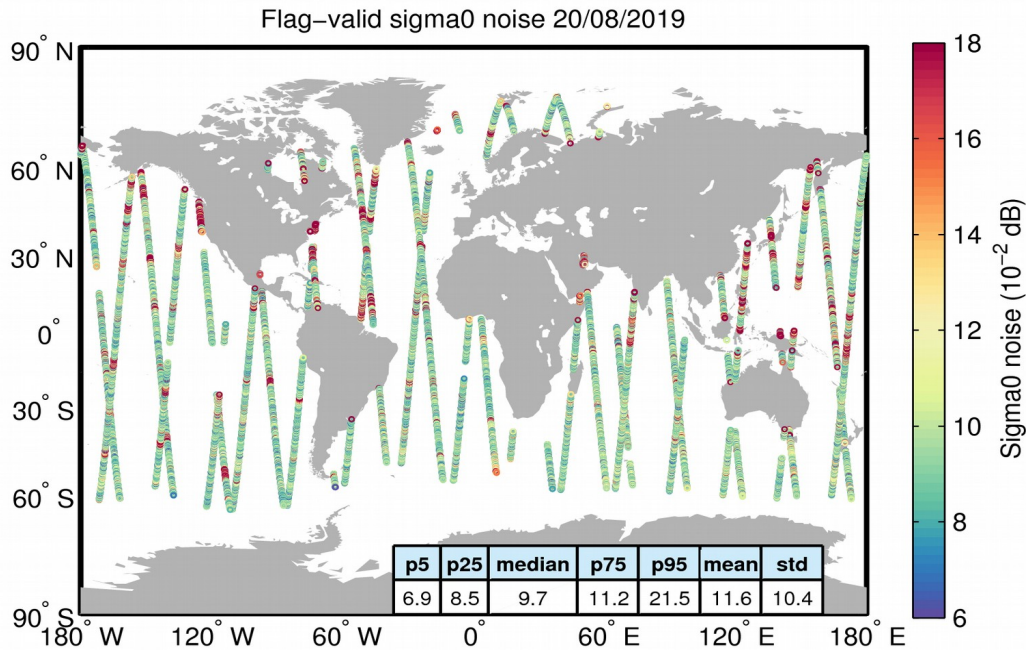 Flag−valid sigma0 noise 20/08/2019
90° N
60° N
30° N
0°
30° S
60° S
90° S
180° W
120° W
60° W
0°
60° E
120° E
180° E
p5 p25 median p75 p95 mean std
6.9 8.5 9.7 11.2 21.5 11.6 10.4
18
16
14
12
10
8
6
Sigma0 noise (10−2 dB)